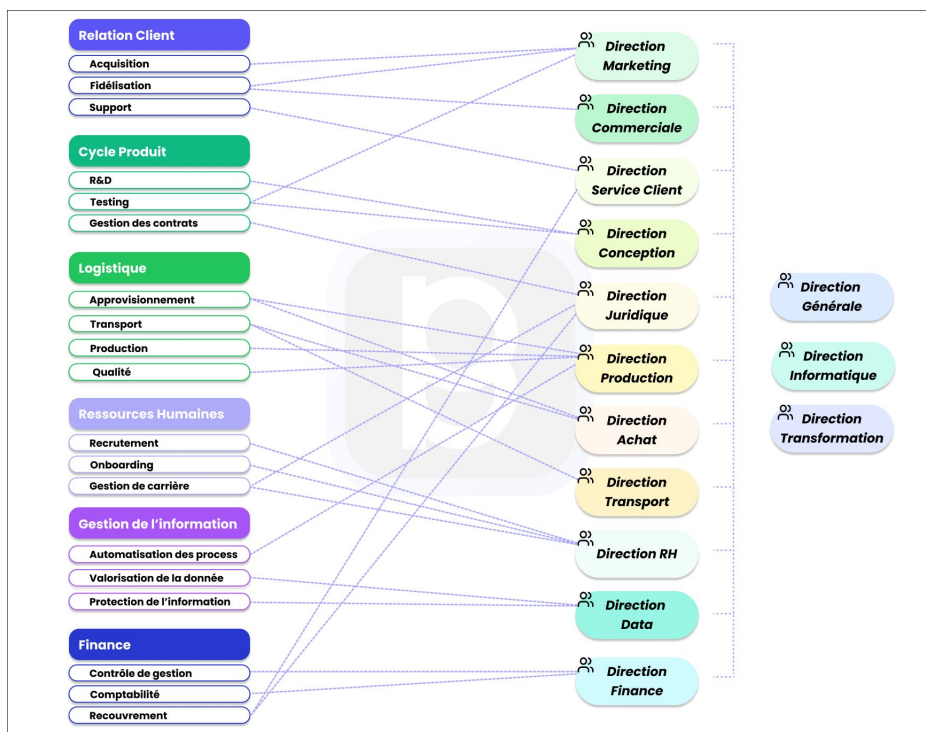 Relation Client
Acquisition
Fidélisation
Support
Cycle Produit
R&D
Testing
Gestion des contrats
Logistique
Approvisionnement
Transport
Production
Qualité
Ressources Humaines
Recrutement
Onboarding
Gestion de carrière
Gestion de l'information
Automatisation des process
Valorisation de la donnée
Protection de l'information
Finance
Contrôle de gestion
Comptabilité
Recouvrement
Direction
Marketing
Direction
Commerciale
Direction
Service Client
Direction
Conception
Direction
Juridique
Direction
Production
Direction
Achat
Direction
Transport
Direction RH
Direction
Data
Direction
Finance
Direction
Générale
Direction
Informatique
Direction
Transformation